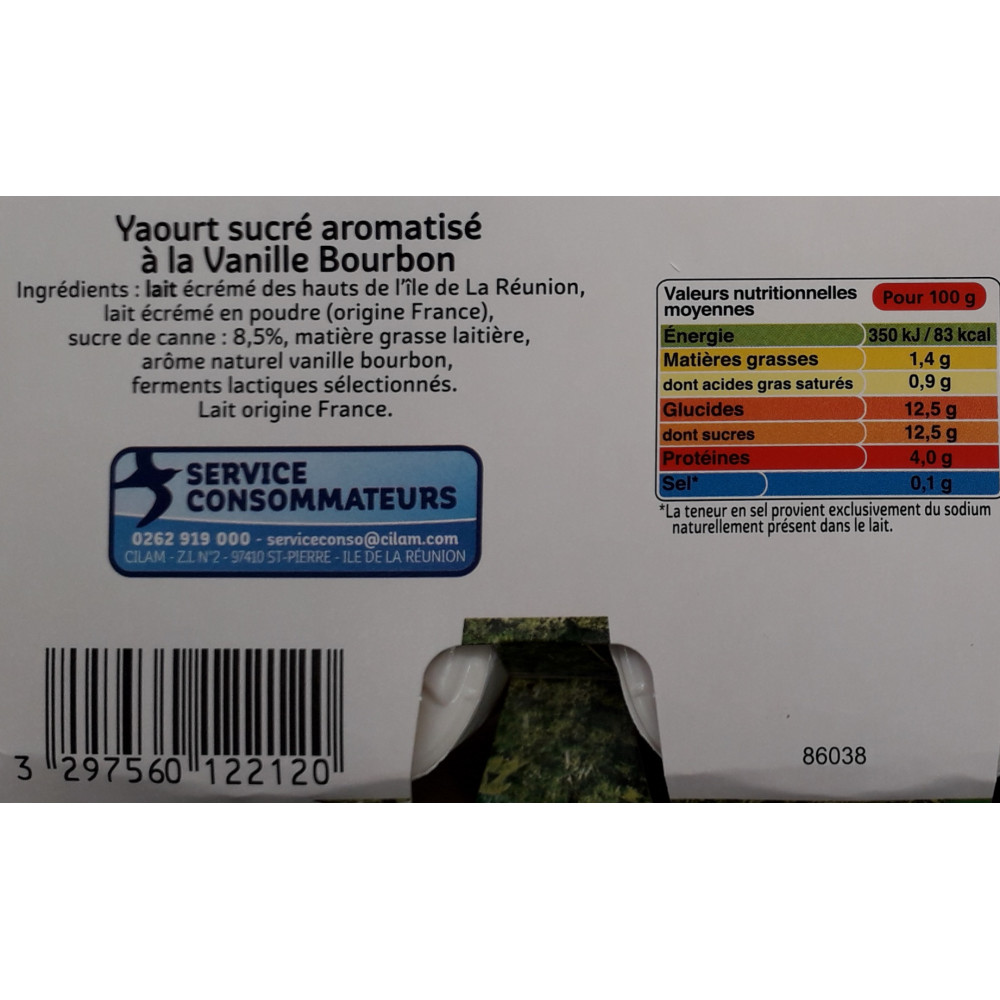 Yaourt sucré aromatisé
à la Vanille Bourbon
Ingrédients : lait écrémé des hauts de l'île de La Réunion,
lait écrémé en poudre (origine France),
sucre de canne : 8,5%, matière grasse laitière,
arôme naturel vanille bourbon,
ferments lactiques sélectionnés.
Lait origine France.
SERVICE
CONSOMMATEURS
0262 919 000 - serviceconso@cilam.com
CILAM - Z.I. N°2 - 97410 ST-PIERRE - ILE DE LA RÉUNION
3 297560 122120
Valeurs nutritionnelles
moyennes
Pour 100 g
Énergie 350 kJ / 83 kcal
Matières grasses 1,4 g
dont acides gras saturés 0,9 g
Glucides 12,5 g
dont sucres 12,5 g
Protéines 4,0 g
Sel* 0,1 g
*La teneur en sel provient exclusivement du sodium
naturellement présent dans le lait.
86038